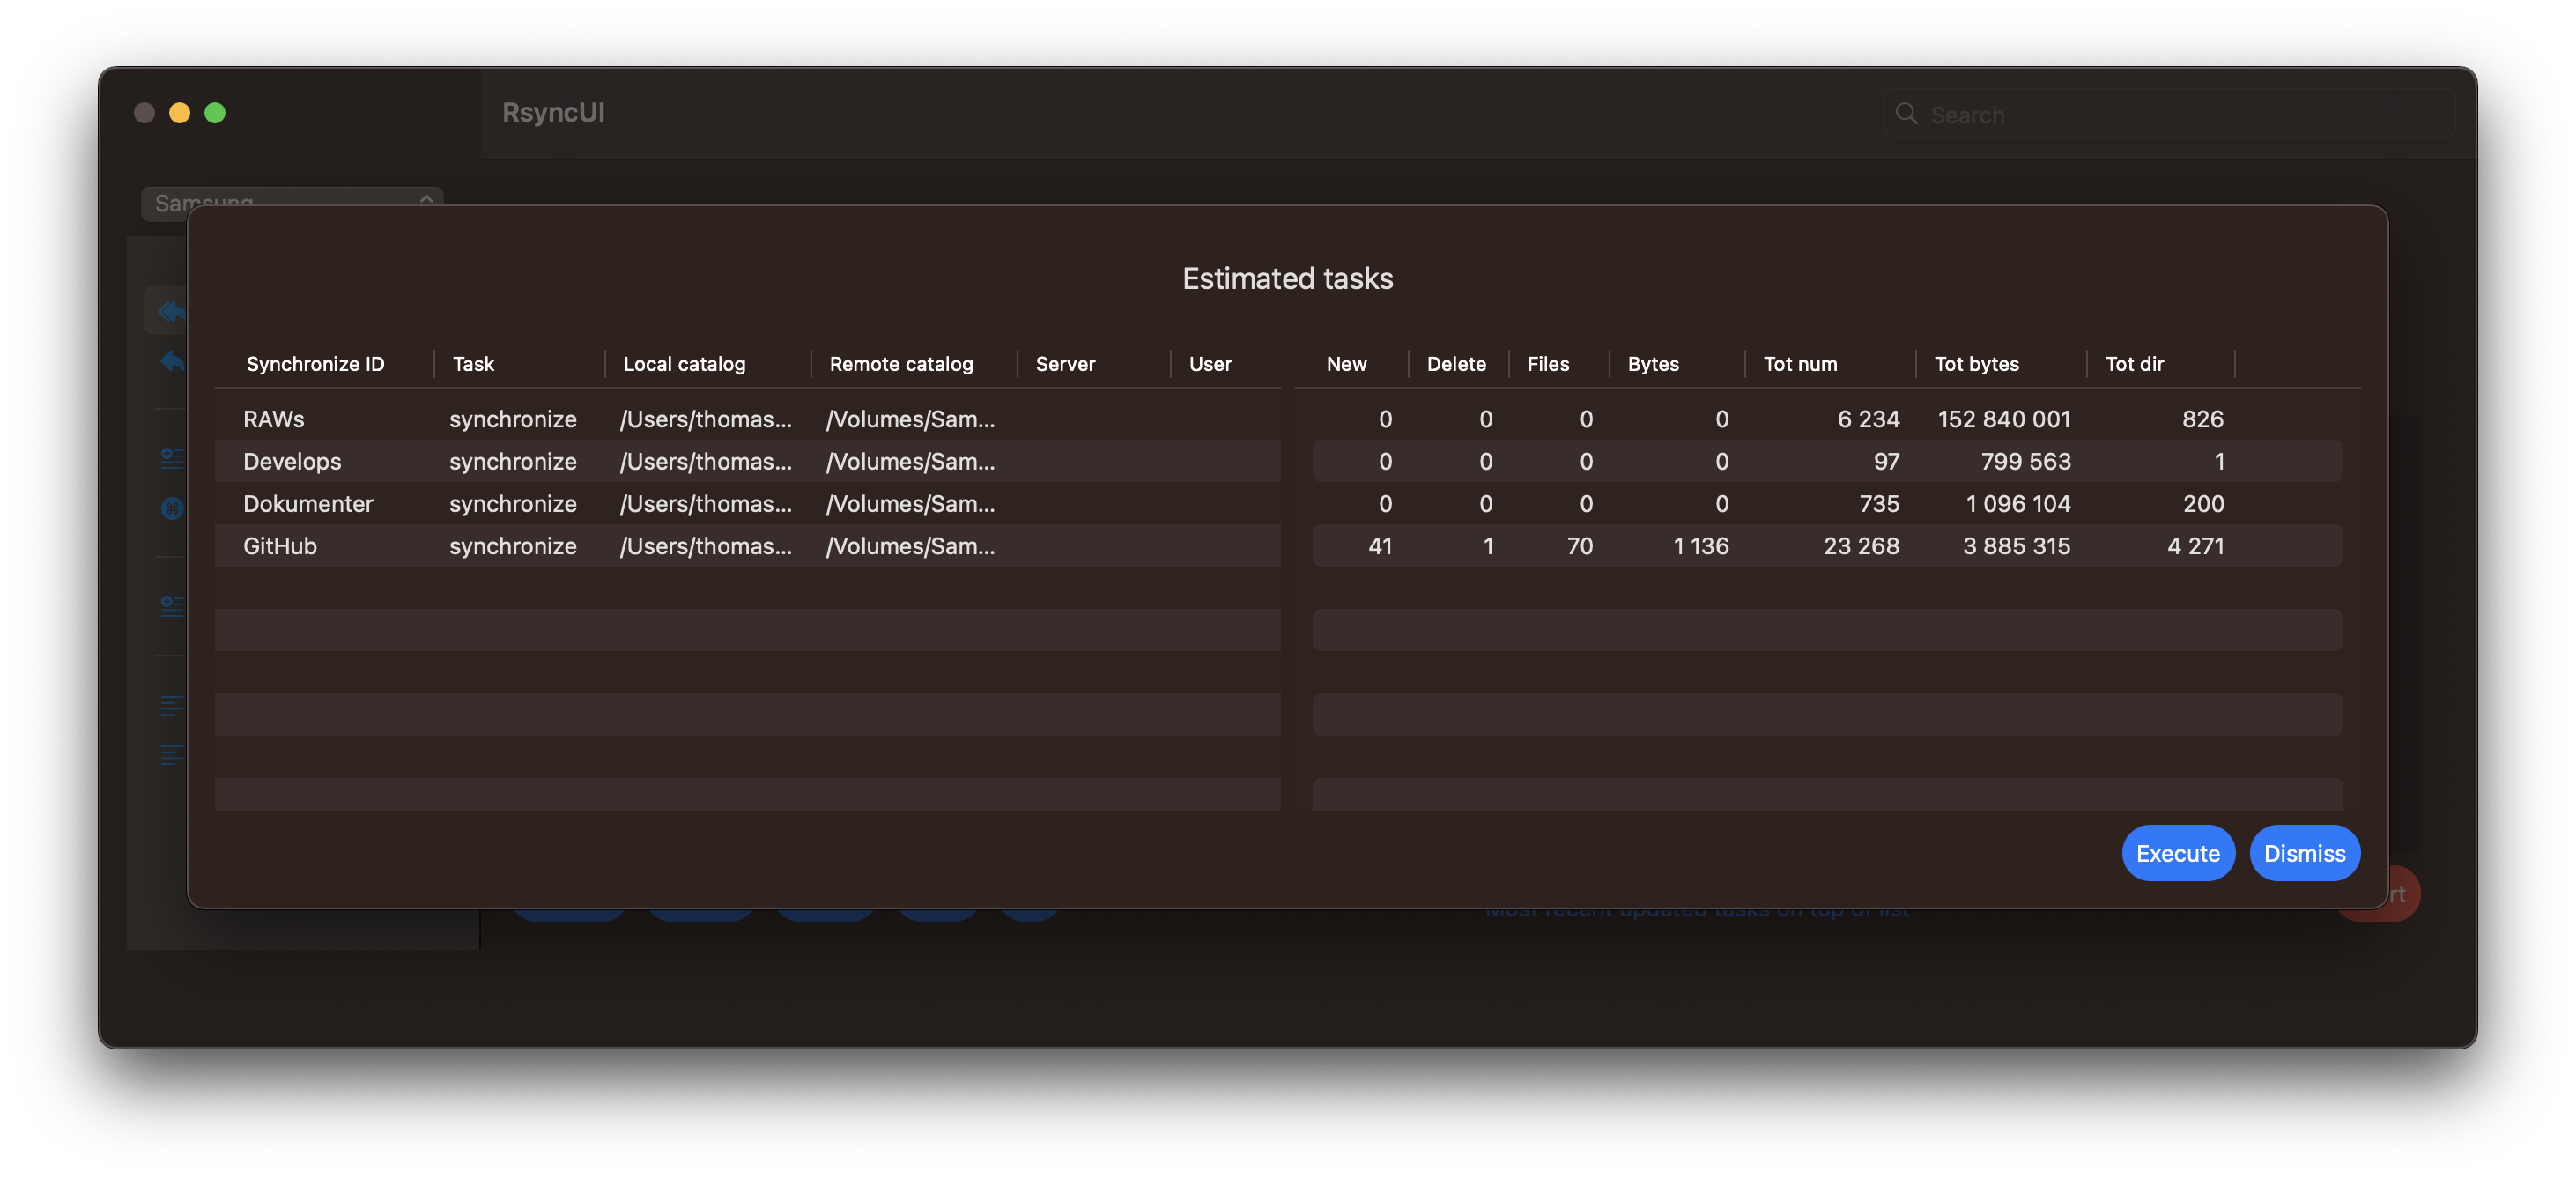 RsyncUI
Search
Samsung
Estimated tasks
Synchronize ID Task Local catalog Remote catalog Server User New Delete Files Bytes Tot num Tot bytes Tot dir
RAWs synchronize /Users/thomas... /Volumes/Sam... 0 0 0 0 6 234 152 840 001 826
Develops synchronize /Users/thomas... /Volumes/Sam... 0 0 0 0 97 799 563 1
Dokumenter synchronize /Users/thomas... /Volumes/Sam... 0 0 0 0 735 1 096 104 200
GitHub synchronize /Users/thomas... /Volumes/Sam... 41 1 70 1 136 23 268 3 885 315 4 271
Execute Dismiss
rt
Most recent updated tasks on top of list